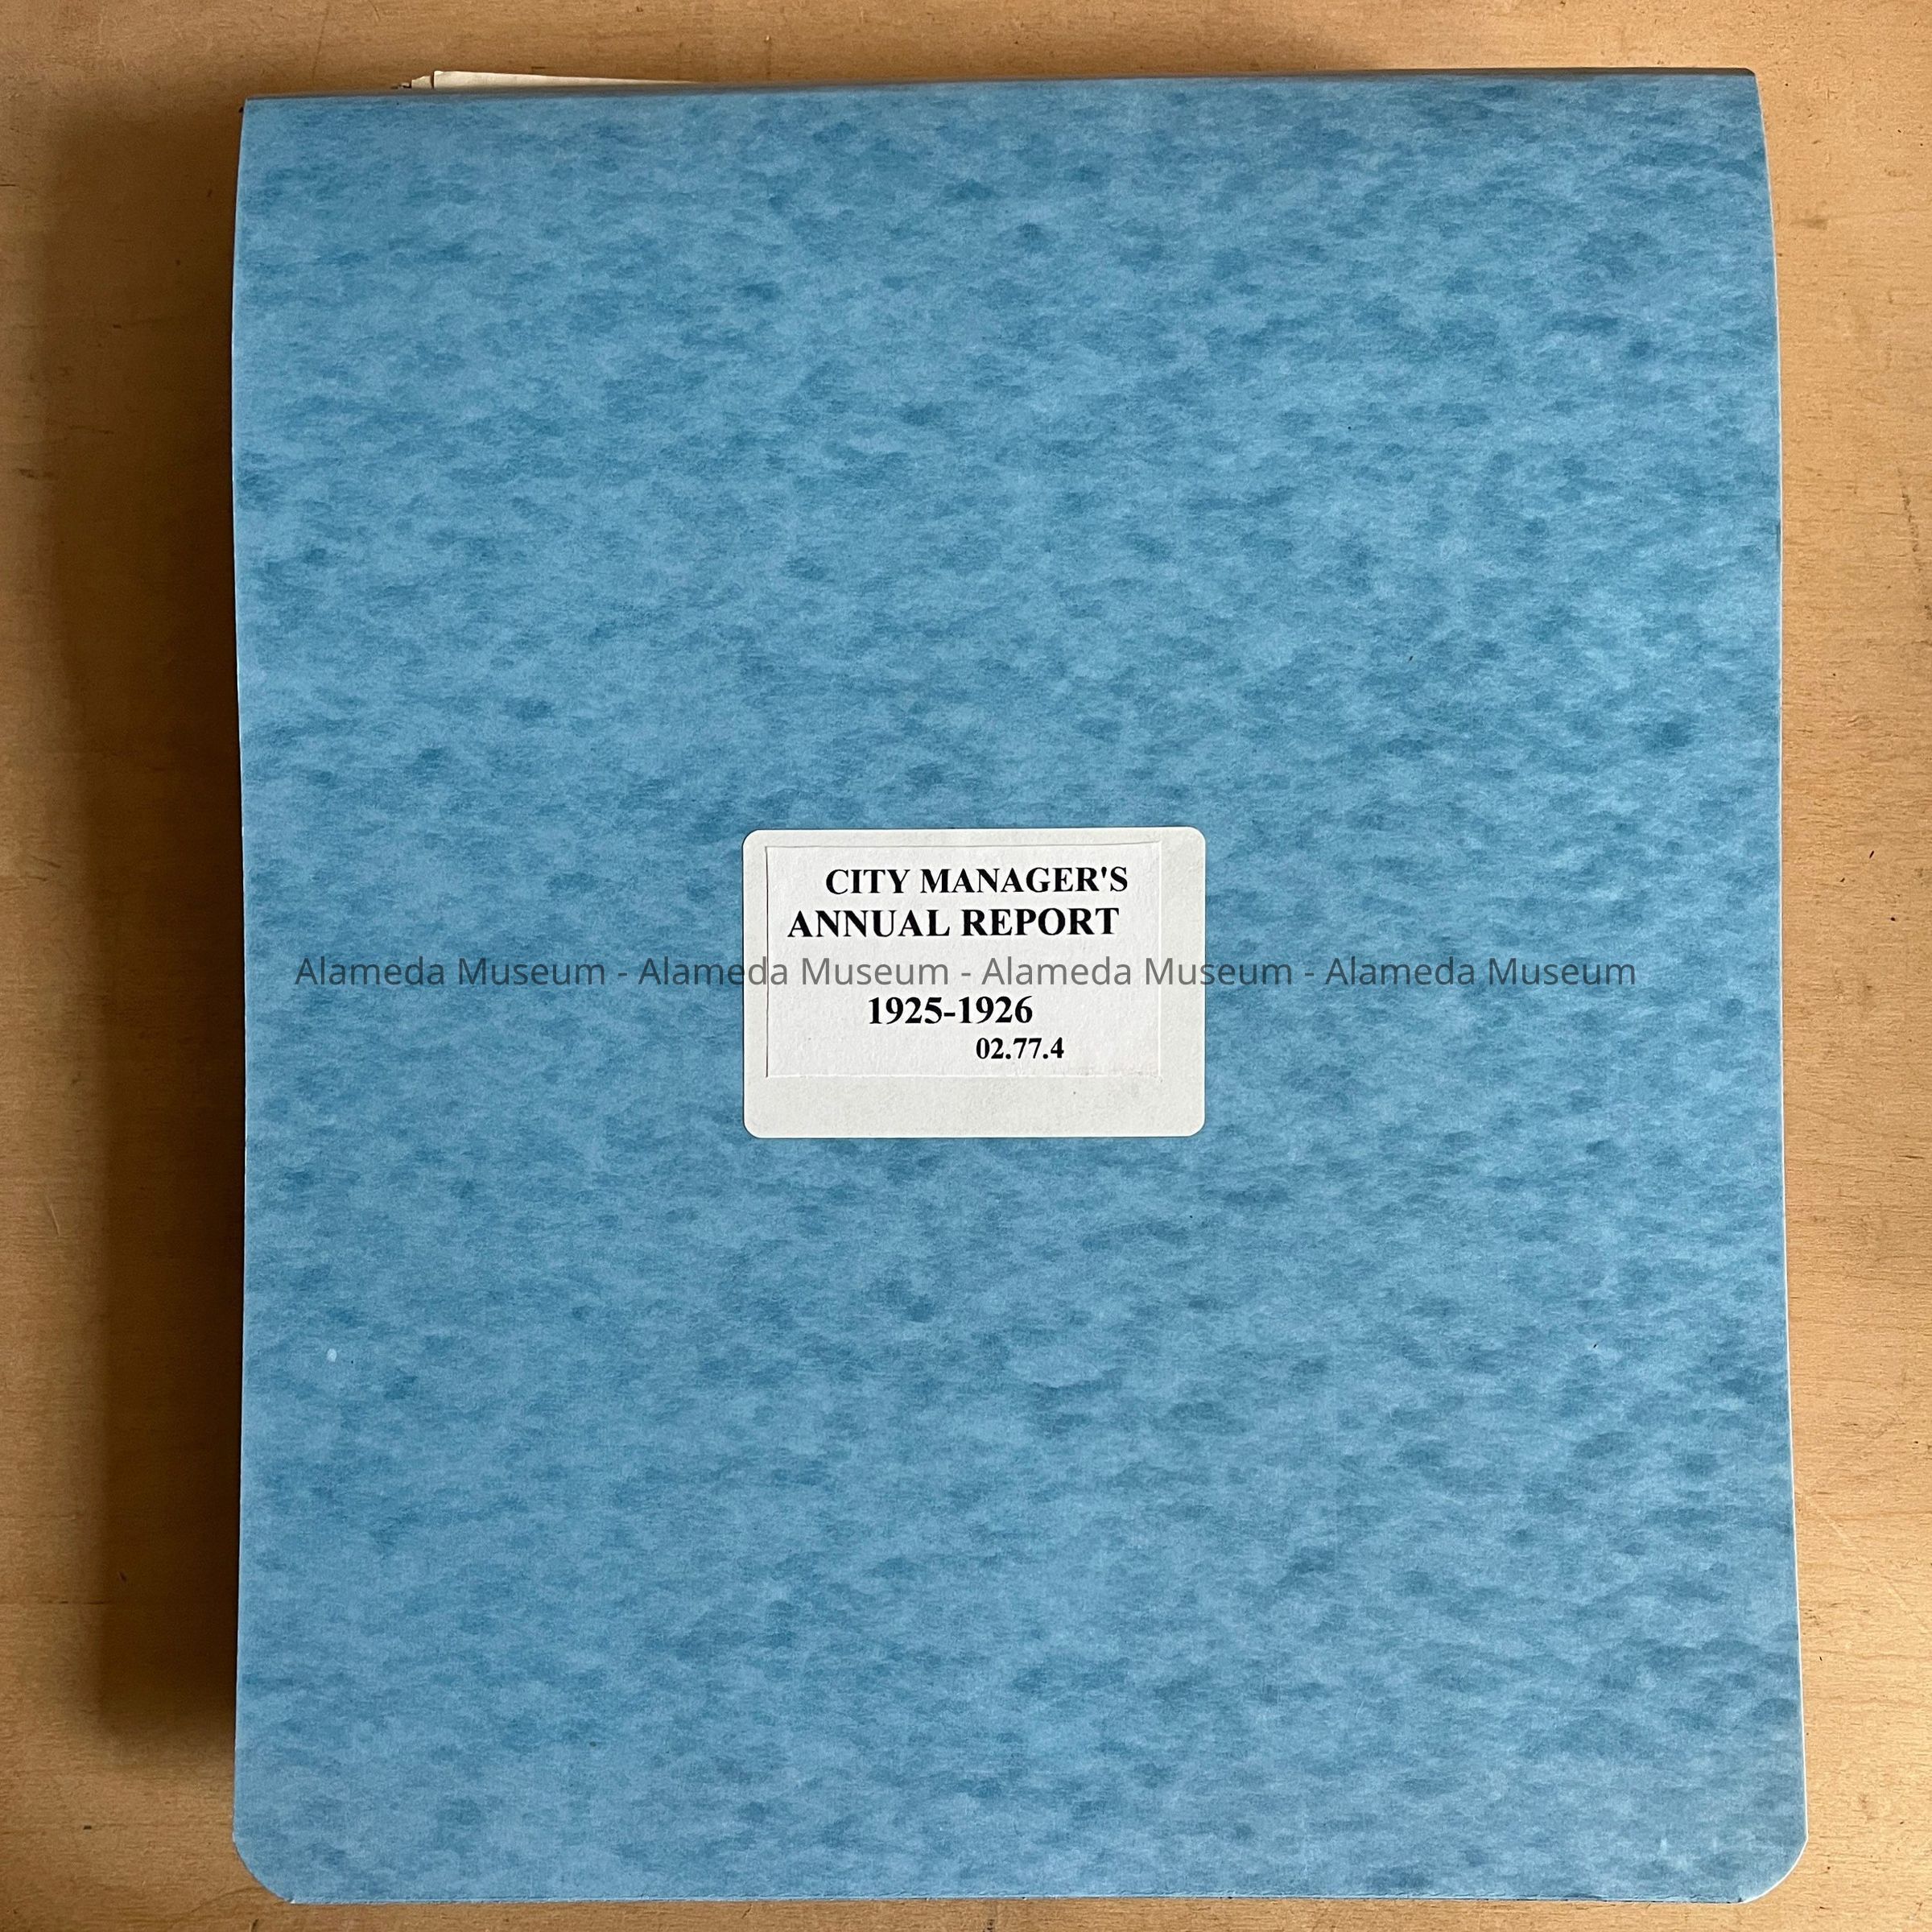 CITY MANAGER'S
ANNUAL REPORT
Alameda Museum - Alameda Museum - Alameda Museum - Alameda Museum
1925-1926
02.77.4